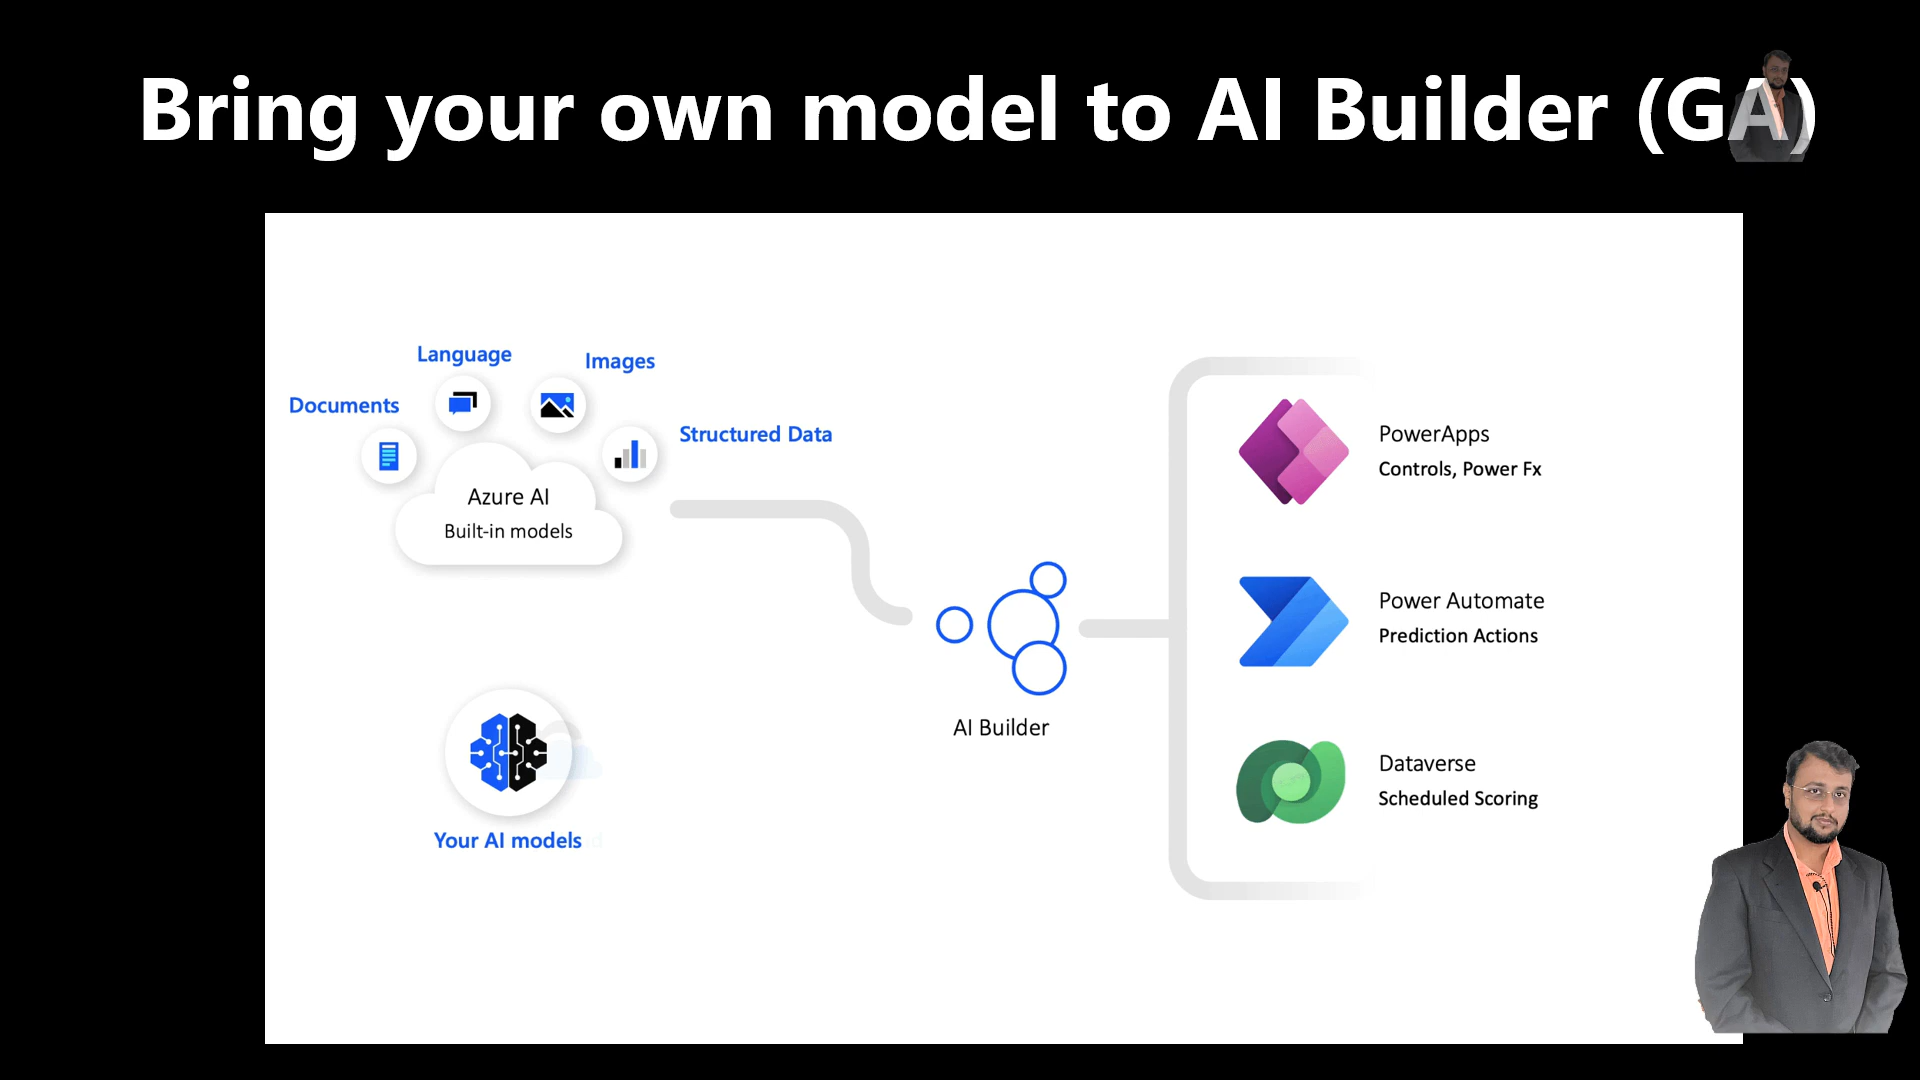 Bring your own model to AI Builder (GA)
Language
Images
Documents
Structured Data
Azure AI
Built-in models
PowerApps
Controls, Power Fx
Power Automate
Prediction Actions
AI Builder
Dataverse
Scheduled Scoring
Your AI models